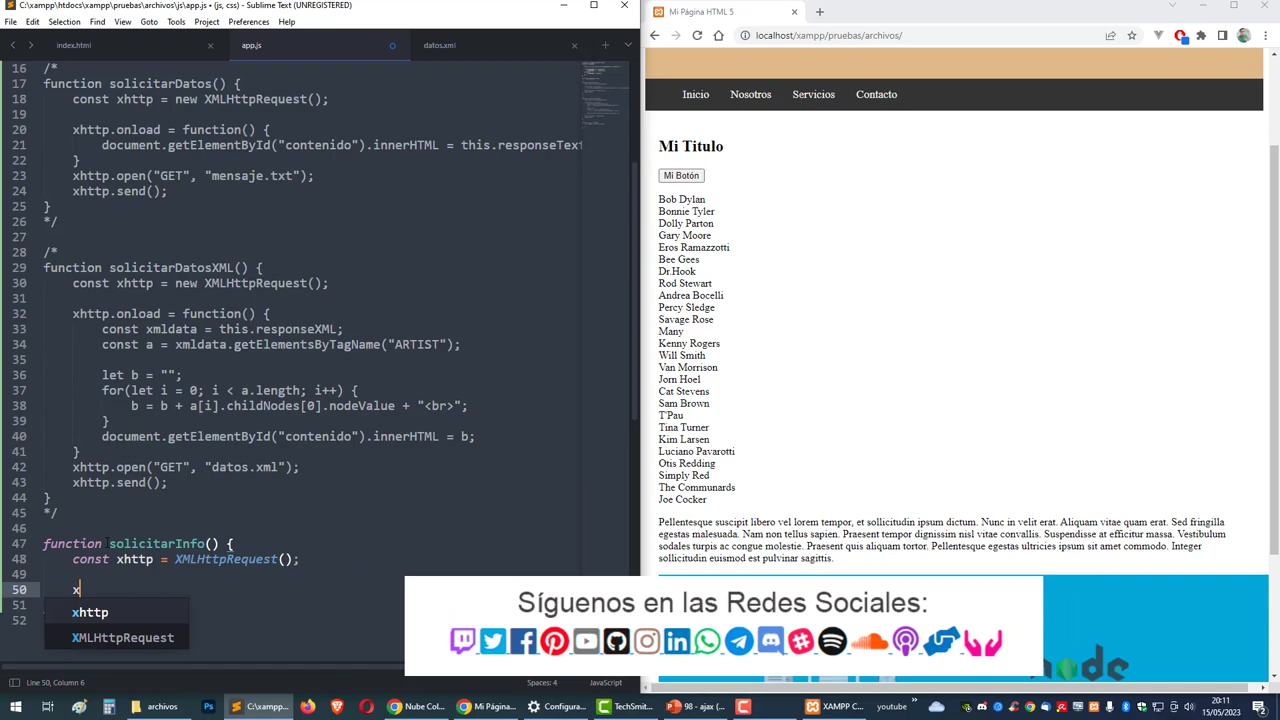 C:\xampp\htdocs\xampp\pruebas\archivos\js\app.js • (js, css) - Sublime Text (UNREGISTERED)
File Edit Selection Find View Goto Tools Project Preferences Help
index.html app.js datos.xml
16 /*
17 function solicitarDatos() {
18 const xhttp = new XMLHttpRequest();
19
20 xhttp.onload = function() {
21 document.getElementById("contenido").innerHTML = this.responseText
22 }
23 xhttp.open("GET", "mensaje.txt");
24 xhttp.send();
25 }
26 */
27
28 /*
29 function solicitarDatosXML() {
30 const xhttp = new XMLHttpRequest();
31
32 xhttp.onload = function() {
33 const xmldata = this.responseXML;
34 const a = xmldata.getElementsByTagName("ARTIST");
35
36 let b = "";
37 for(let i = 0; i < a.length; i++) {
38 b = b + a[i].childNodes[0].nodeValue + "<br>";
39 }
40 document.getElementById("contenido").innerHTML = b;
41 }
42 xhttp.open("GET", "datos.xml");
43 xhttp.send();
44 }
45 */
46
function solicitarInfo() {
= XMLHttpRequest();
50 x
51 xhttp
52 XMLHttpRequest
Line 50, Column 6
Spaces: 4
JavaScript
Mi Página HTML 5
localhost/xampp/pruebas/archivos/
Inicio Nosotros Servicios Contacto
Mi Titulo
Mi Botón
Bob Dylan
Bonnie Tyler
Dolly Parton
Gary Moore
Eros Ramazzotti
Bee Gees
Dr.Hook
Rod Stewart
Andrea Bocelli
Percy Sledge
Savage Rose
Many
Kenny Rogers
Will Smith
Van Morrison
Jorn Hoel
Cat Stevens
Sam Brown
T'Pau
Tina Turner
Kim Larsen
Luciano Pavarotti
Otis Redding
Simply Red
The Communards
Joe Cocker
Pellentesque suscipit libero vel lorem tempor, et sollicitudin ipsum dictum. Nunc in velit erat. Aliquam vitae quam erat. Sed fringilla
egestas malesuada. Nam non tellus sapien. Praesent tempor dignissim nisl vitae convallis. Suspendisse at efficitur massa. Vestibulum
sodales turpis ac congue molestie. Praesent quis aliquam tortor. Pellentesque egestas ultricies ipsum sit amet commodo. Integer
sollicitudin euismod est pulvinar sagittis.
Síguenos en las Redes Sociales:
archivos C:\xampp... Nube Col... Mi Página... Configura... TechSmit... 98 - ajax (... XAMPP C... youtube
20:11
15/05/2023